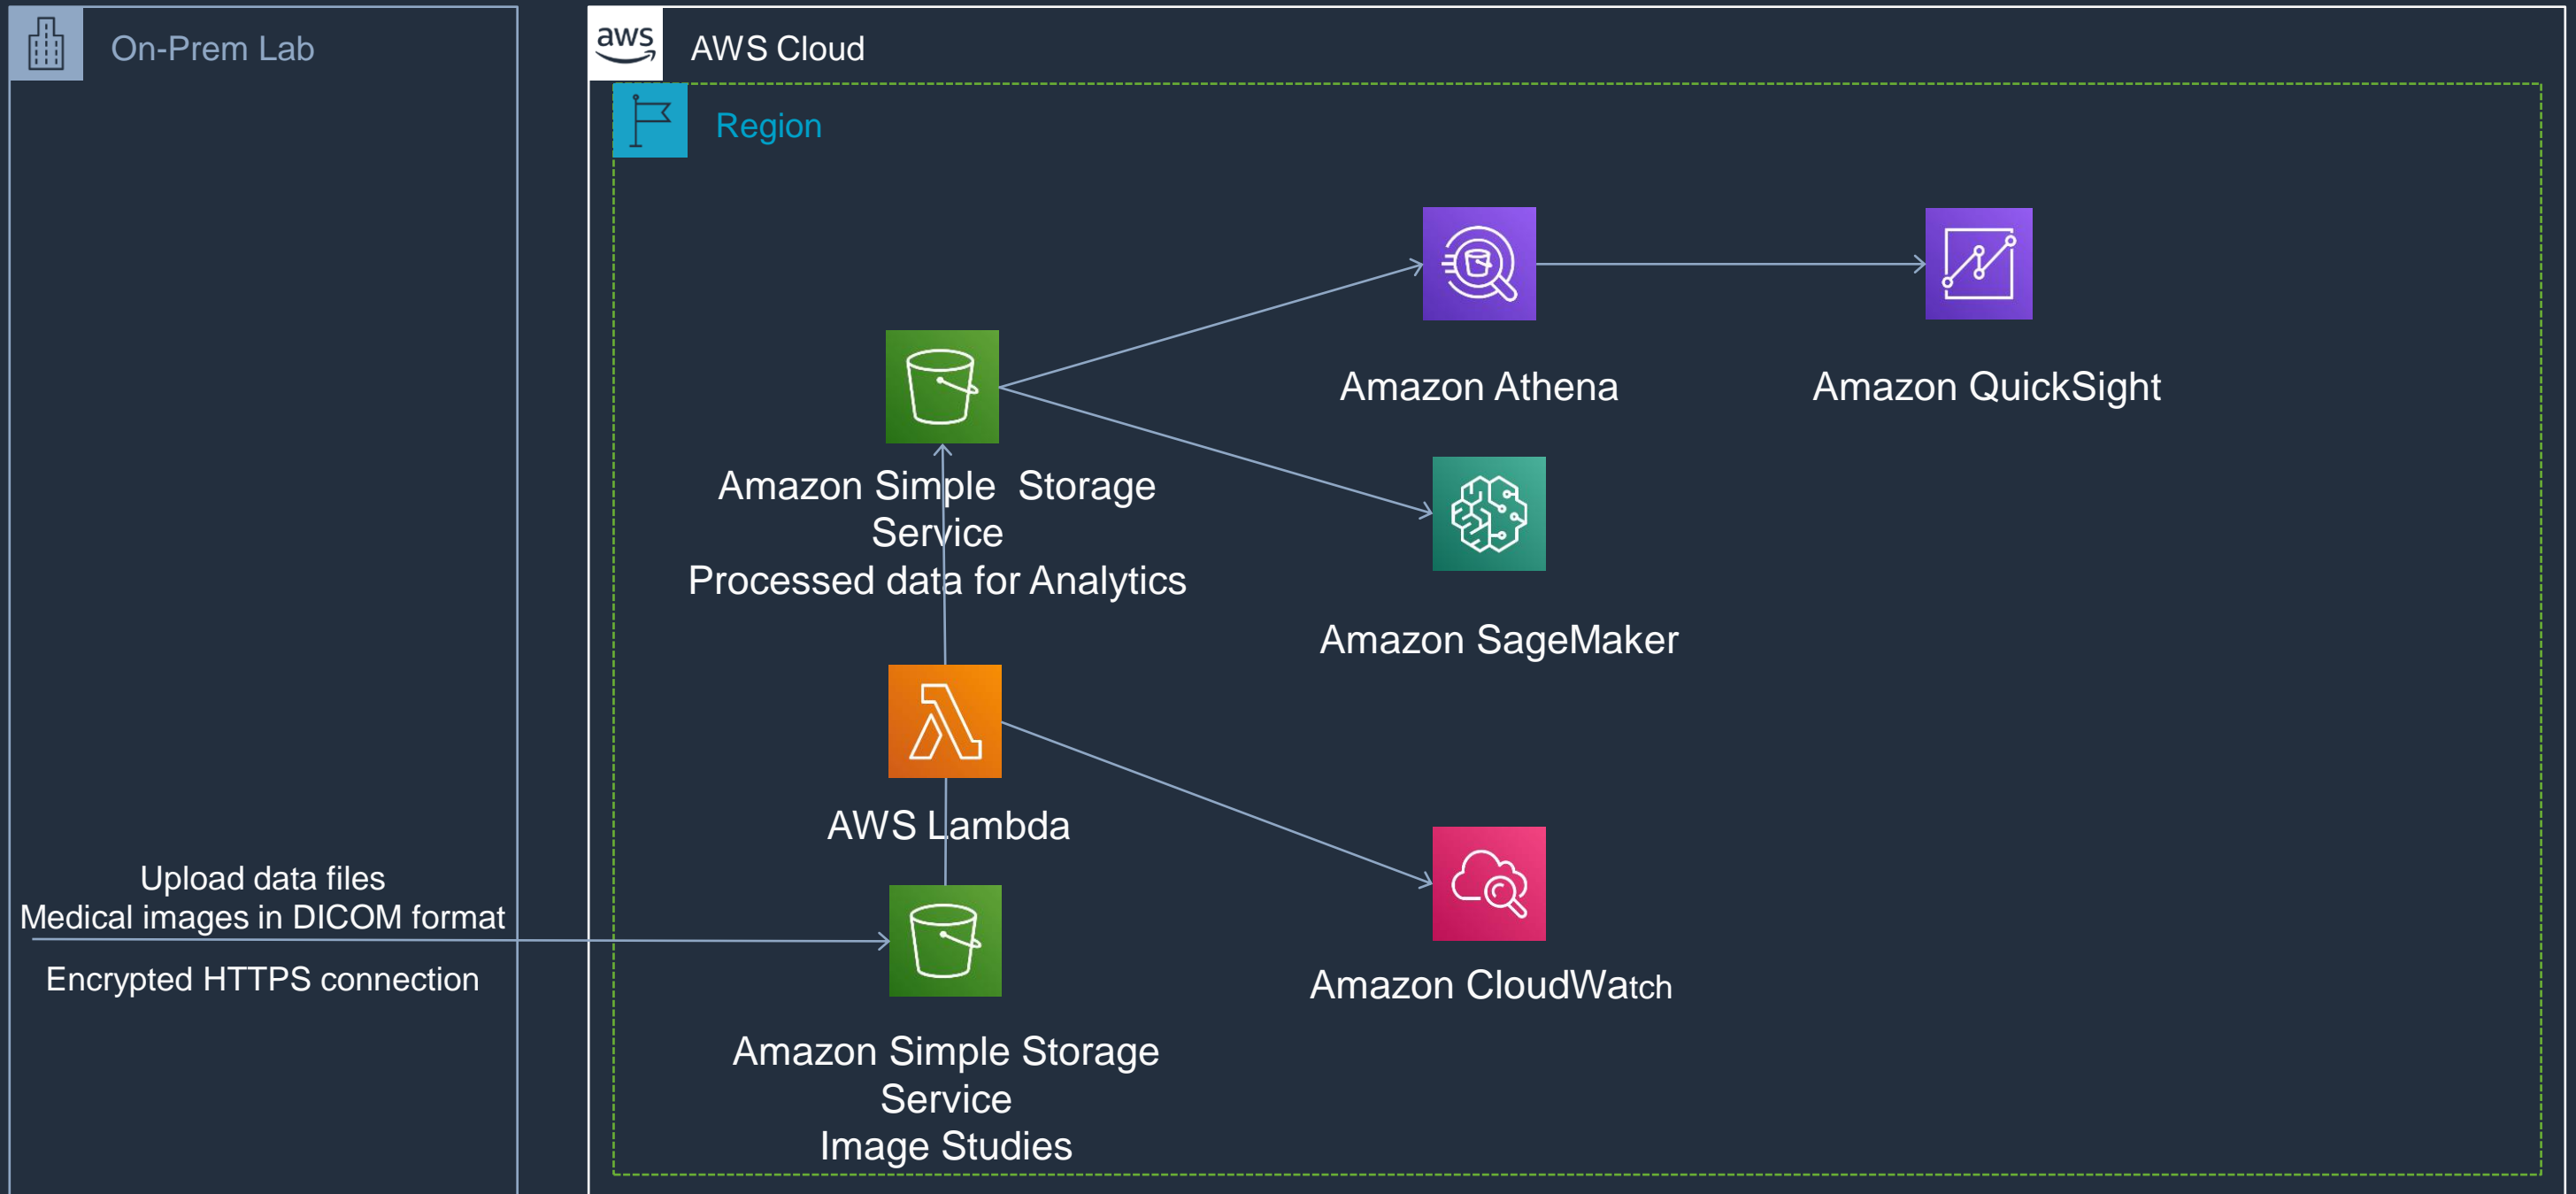 On-Prem Lab
aws
AWS Cloud
Region
Amazon Athena
Amazon QuickSight
Amazon Simple  Storage
Service
Processed data for Analytics
Amazon SageMaker
AWS Lambda
Upload data files
Medical images in DICOM format
Encrypted HTTPS connection
Amazon CloudWatch
Amazon Simple Storage
Service
Image Studies